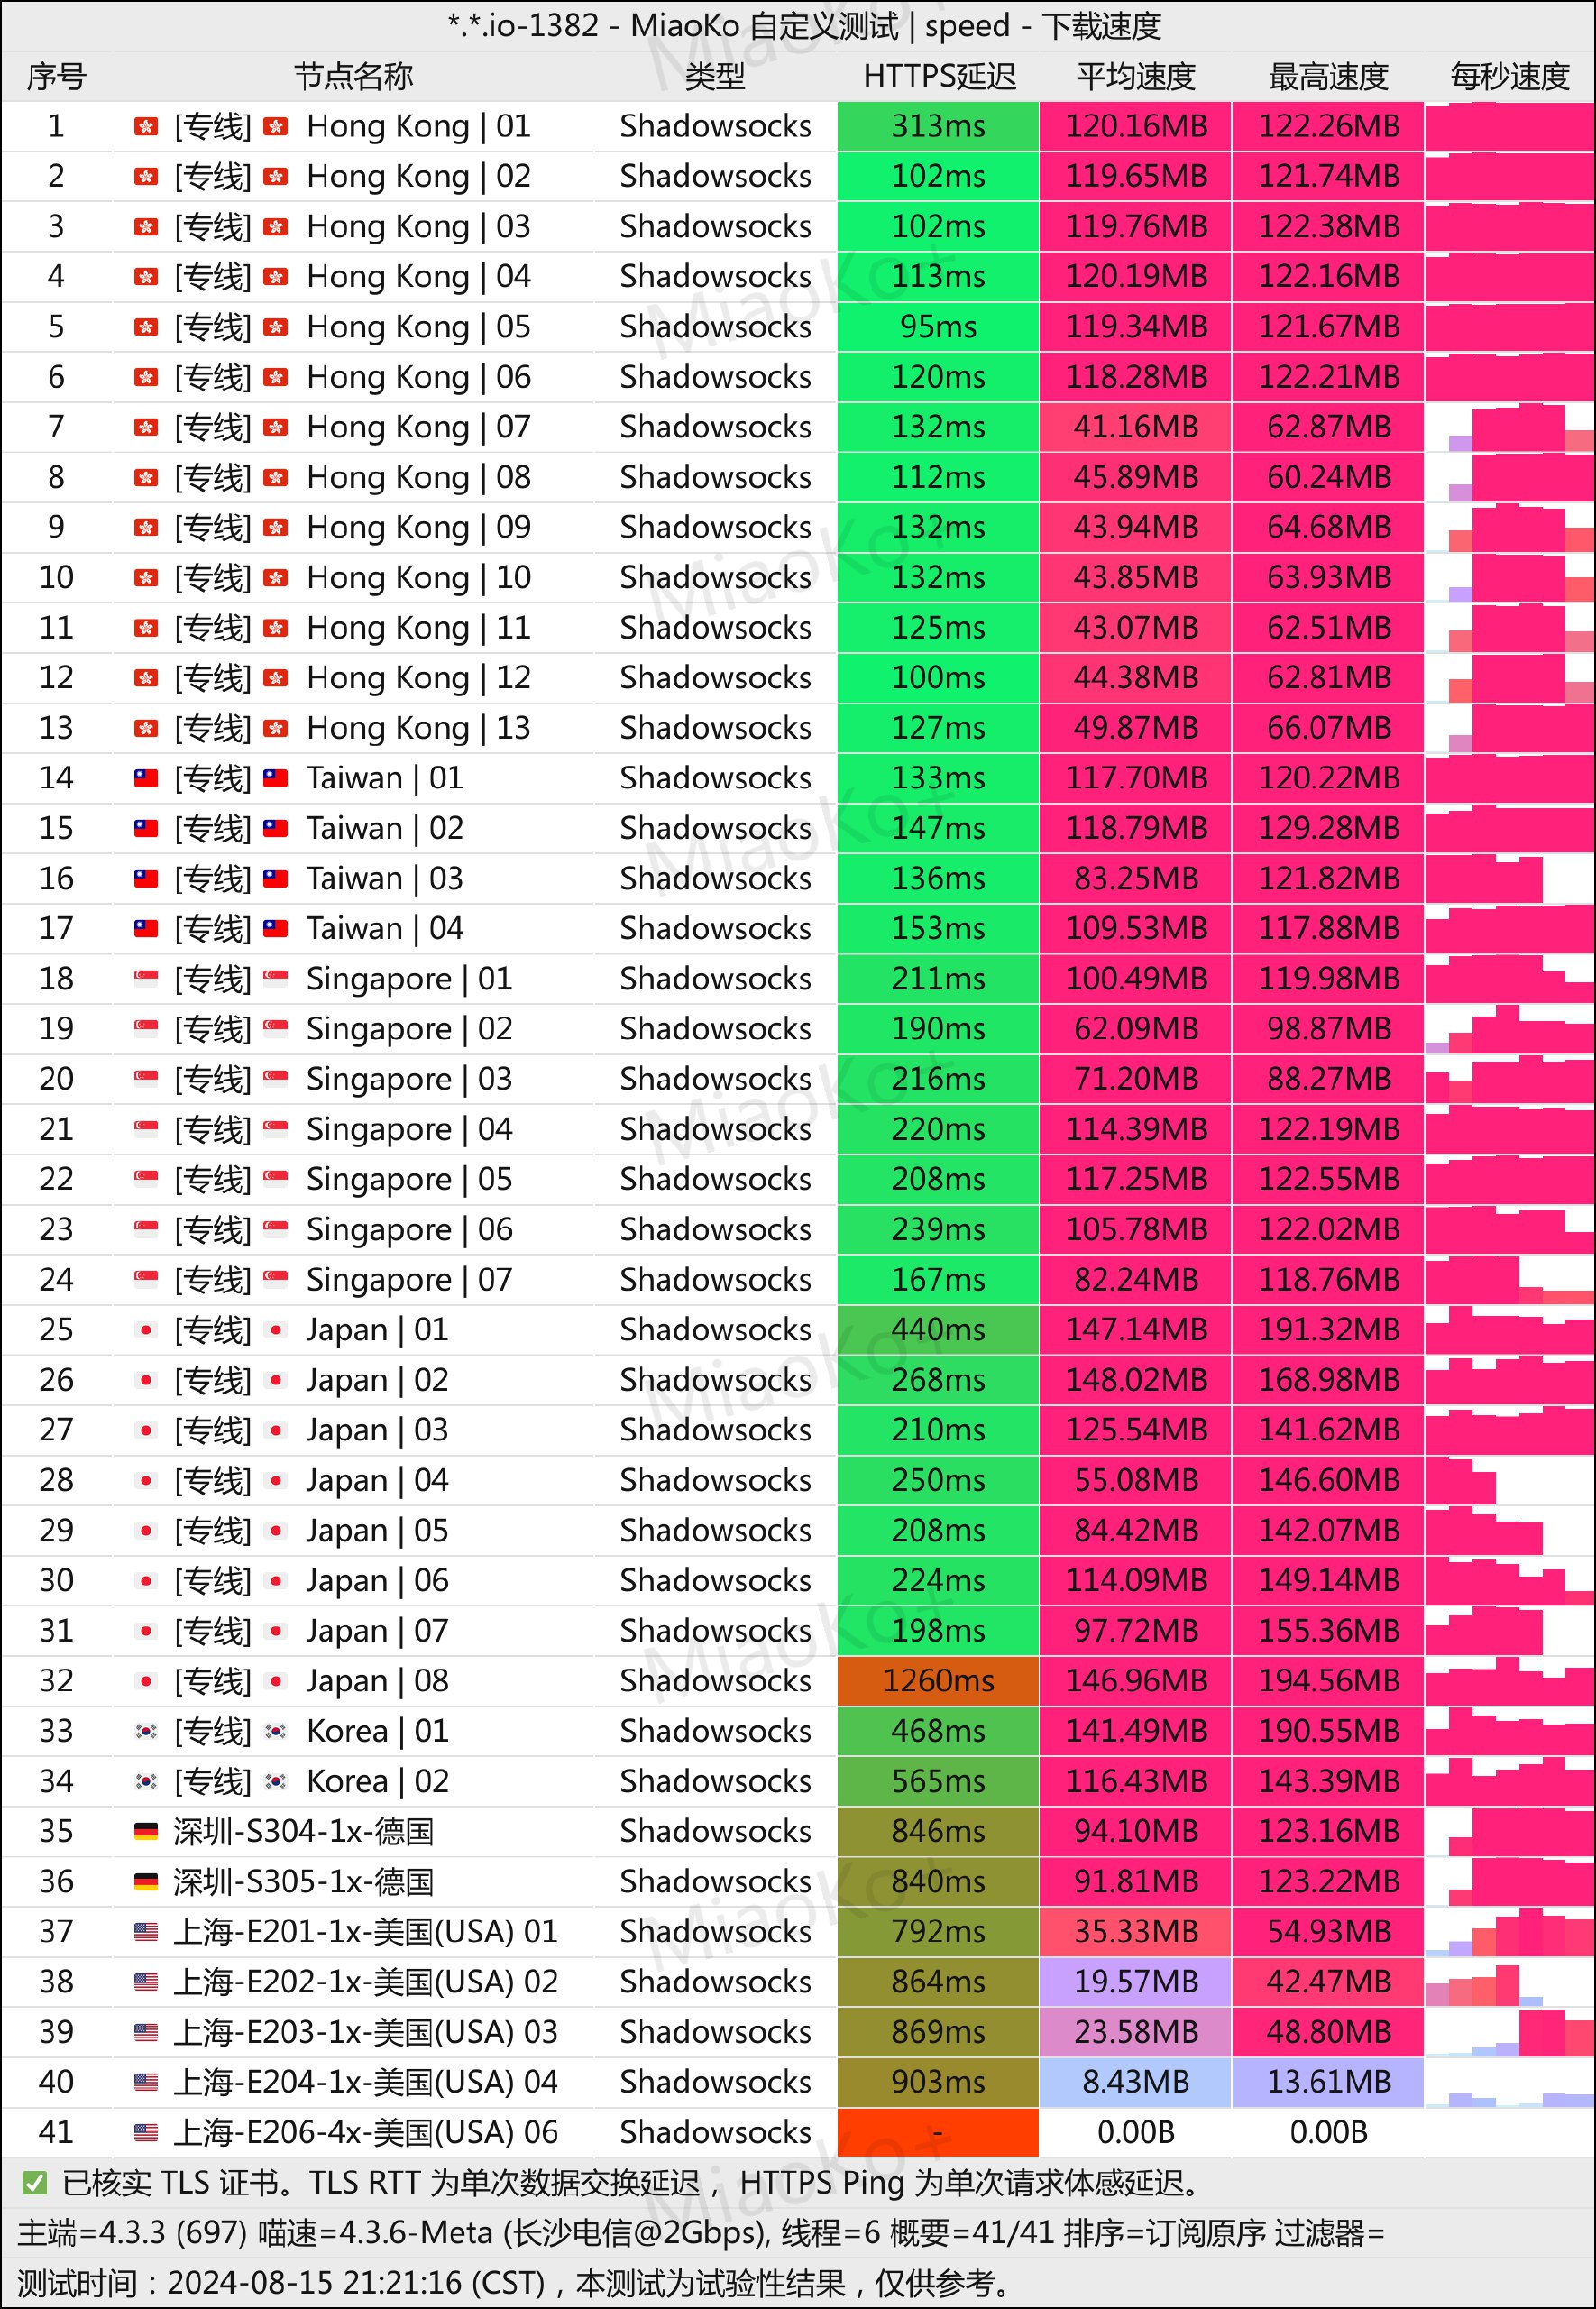 *.*.io-1382 - MiaoKo 自定义测试 | speed - 下载速度
序号 节点名称 类型 HTTPS延迟 平均速度 最高速度 每秒速度
1 [专线] Hong Kong | 01 Shadowsocks 313ms 120.16MB 122.26MB
2 [专线] Hong Kong | 02 Shadowsocks 102ms 119.65MB 121.74MB
3 [专线] Hong Kong | 03 Shadowsocks 102ms 119.76MB 122.38MB
4 [专线] Hong Kong | 04 Shadowsocks 113ms 120.19MB 122.16MB
5 [专线] Hong Kong | 05 Shadowsocks 95ms 119.34MB 121.67MB
6 [专线] Hong Kong | 06 Shadowsocks 120ms 118.28MB 122.21MB
7 [专线] Hong Kong | 07 Shadowsocks 132ms 41.16MB 62.87MB
8 [专线] Hong Kong | 08 Shadowsocks 112ms 45.89MB 60.24MB
9 [专线] Hong Kong | 09 Shadowsocks 132ms 43.94MB 64.68MB
10 [专线] Hong Kong | 10 Shadowsocks 132ms 43.85MB 63.93MB
11 [专线] Hong Kong | 11 Shadowsocks 125ms 43.07MB 62.51MB
12 [专线] Hong Kong | 12 Shadowsocks 100ms 44.38MB 62.81MB
13 [专线] Hong Kong | 13 Shadowsocks 127ms 49.87MB 66.07MB
14 [专线] Taiwan | 01 Shadowsocks 133ms 117.70MB 120.22MB
15 [专线] Taiwan | 02 Shadowsocks 147ms 118.79MB 129.28MB
16 [专线] Taiwan | 03 Shadowsocks 136ms 83.25MB 121.82MB
17 [专线] Taiwan | 04 Shadowsocks 153ms 109.53MB 117.88MB
18 [专线] Singapore | 01 Shadowsocks 211ms 100.49MB 119.98MB
19 [专线] Singapore | 02 Shadowsocks 190ms 62.09MB 98.87MB
20 [专线] Singapore | 03 Shadowsocks 216ms 71.20MB 88.27MB
21 [专线] Singapore | 04 Shadowsocks 220ms 114.39MB 122.19MB
22 [专线] Singapore | 05 Shadowsocks 208ms 117.25MB 122.55MB
23 [专线] Singapore | 06 Shadowsocks 239ms 105.78MB 122.02MB
24 [专线] Singapore | 07 Shadowsocks 167ms 82.24MB 118.76MB
25 [专线] Japan | 01 Shadowsocks 440ms 147.14MB 191.32MB
26 [专线] Japan | 02 Shadowsocks 268ms 148.02MB 168.98MB
27 [专线] Japan | 03 Shadowsocks 210ms 125.54MB 141.62MB
28 [专线] Japan | 04 Shadowsocks 250ms 55.08MB 146.60MB
29 [专线] Japan | 05 Shadowsocks 208ms 84.42MB 142.07MB
30 [专线] Japan | 06 Shadowsocks 224ms 114.09MB 149.14MB
31 [专线] Japan | 07 Shadowsocks 198ms 97.72MB 155.36MB
32 [专线] Japan | 08 Shadowsocks 1260ms 146.96MB 194.56MB
33 [专线] Korea | 01 Shadowsocks 468ms 141.49MB 190.55MB
34 [专线] Korea | 02 Shadowsocks 565ms 116.43MB 143.39MB
35 深圳-S304-1x-德国 Shadowsocks 846ms 94.10MB 123.16MB
36 深圳-S305-1x-德国 Shadowsocks 840ms 91.81MB 123.22MB
37 上海-E201-1x-美国(USA) 01 Shadowsocks 792ms 35.33MB 54.93MB
38 上海-E202-1x-美国(USA) 02 Shadowsocks 864ms 19.57MB 42.47MB
39 上海-E203-1x-美国(USA) 03 Shadowsocks 869ms 23.58MB 48.80MB
40 上海-E204-1x-美国(USA) 04 Shadowsocks 903ms 8.43MB 13.61MB
41 上海-E206-4x-美国(USA) 06 Shadowsocks - 0.00B 0.00B
✅ 已核实 TLS 证书。TLS RTT 为单次数据交换延迟， HTTPS Ping 为单次请求体感延迟。
主端=4.3.3 (697) 喵速=4.3.6-Meta (长沙电信@2Gbps), 线程=6 概要=41/41 排序=订阅原序 过滤器=
测试时间：2024-08-15 21:21:16 (CST)，本测试为试验性结果，仅供参考。